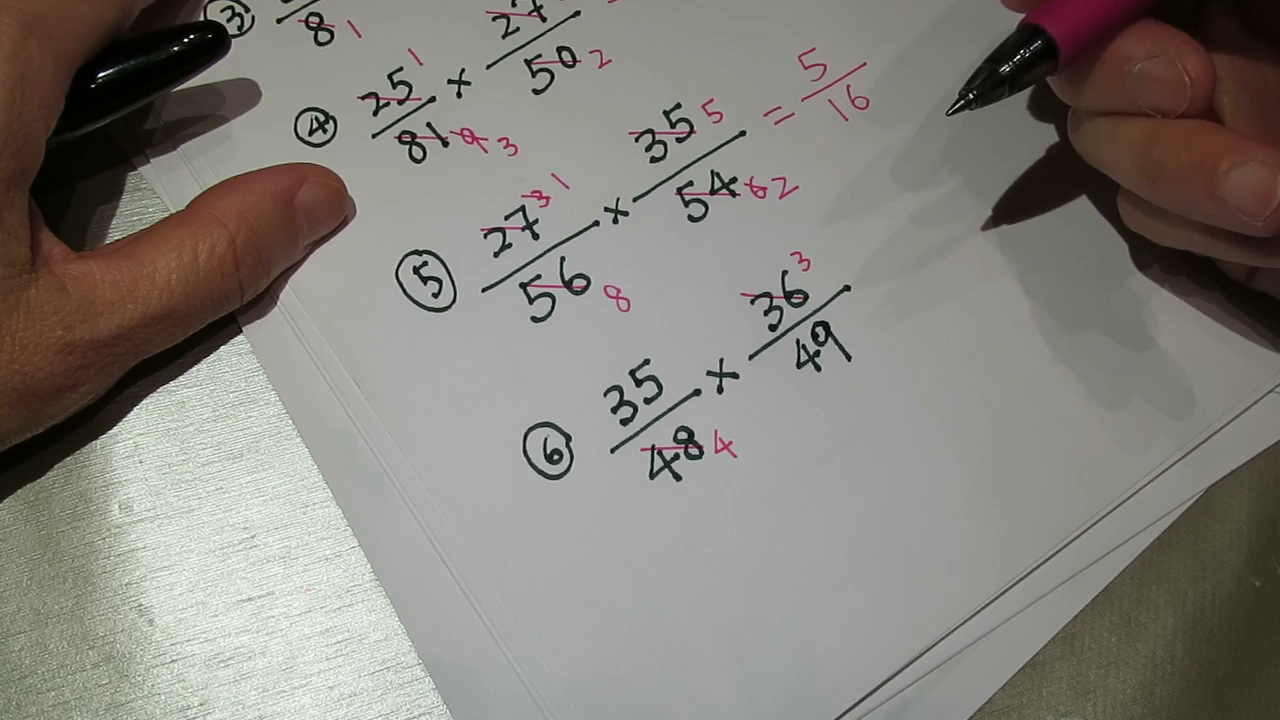 ③ 8 1
④ 25 1 / 81 9 3 × 27 / 50 2
⑤ 27 3 1 / 56 8 × 35 5 / 54 6 2 = 5 / 16
⑥ 35 / 48 4 × 36 3 / 49